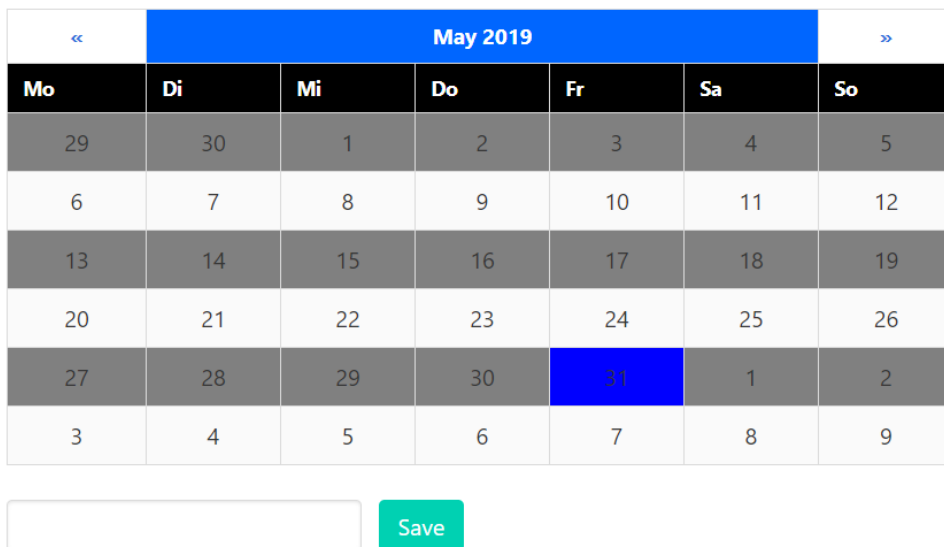 « May 2019 »
Mo Di Mi Do Fr Sa So
29 30 1 2 3 4 5
6 7 8 9 10 11 12
13 14 15 16 17 18 19
20 21 22 23 24 25 26
27 28 29 30 31 1 2
3 4 5 6 7 8 9
Save